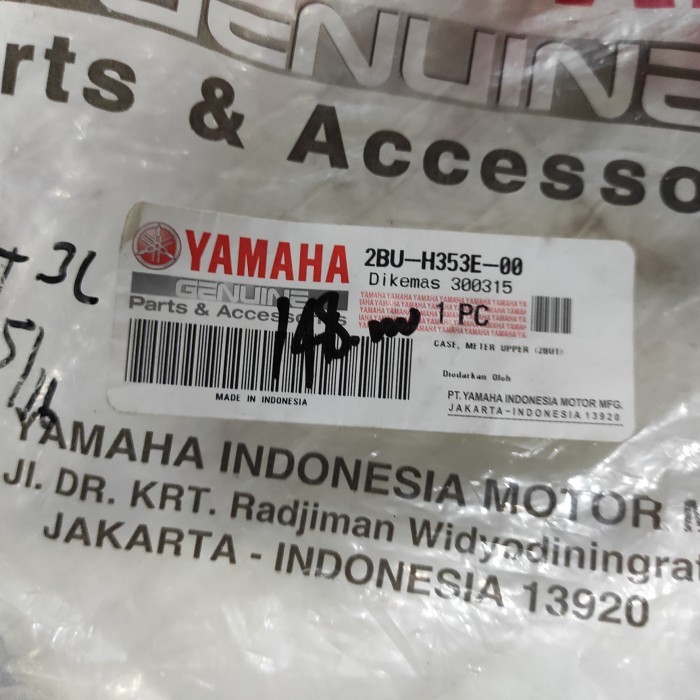 GENUINE
rts & Accesso
YAMAHA
GENUINE
Parts & Accessories
2BU-H353E-00
Dikemas 300315
1 PC
CASE, METER UPPER (2BU1)
Diedarkan Oleh
PT. YAMAHA INDONESIA MOTOR MFG.
JAKARTA-INDONESIA 13920
MADE IN INDONESIA
148.000
YAMAHA INDONESIA MOTOR M
Jl. DR. KRT. Radjiman Widyodiningrat
JAKARTA - INDONESIA 13920